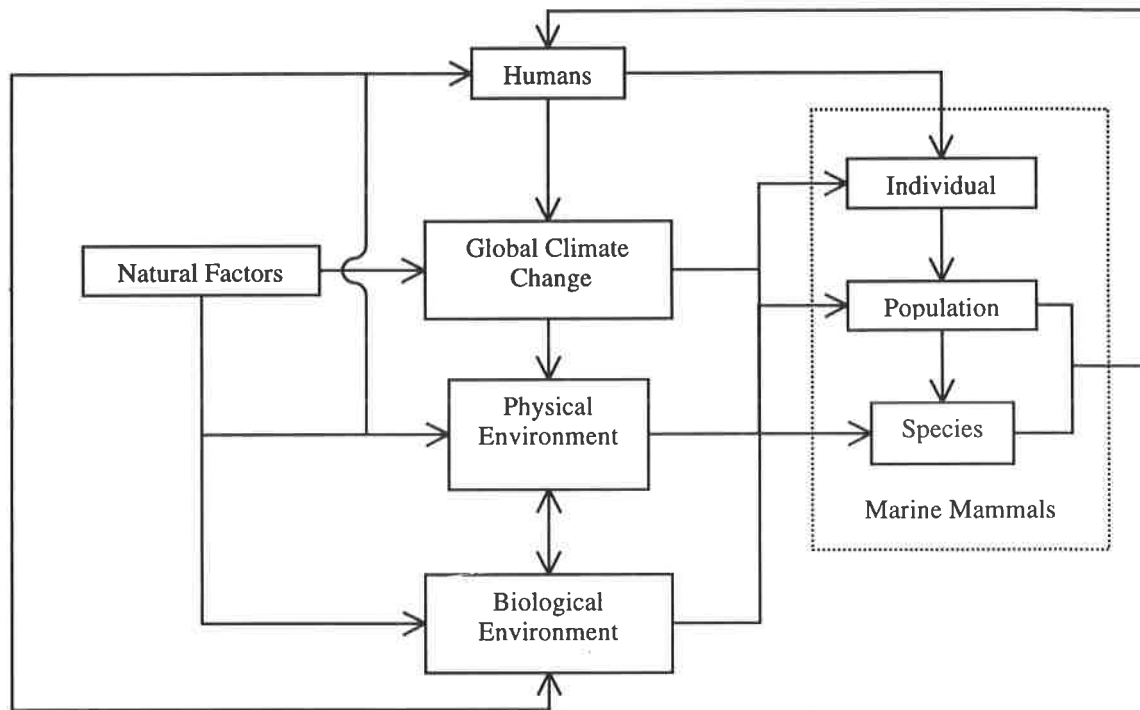 Humans
Individual
Natural Factors
Global Climate
Change
Population
Physical
Environment
Species
Marine Mammals
Biological
Environment